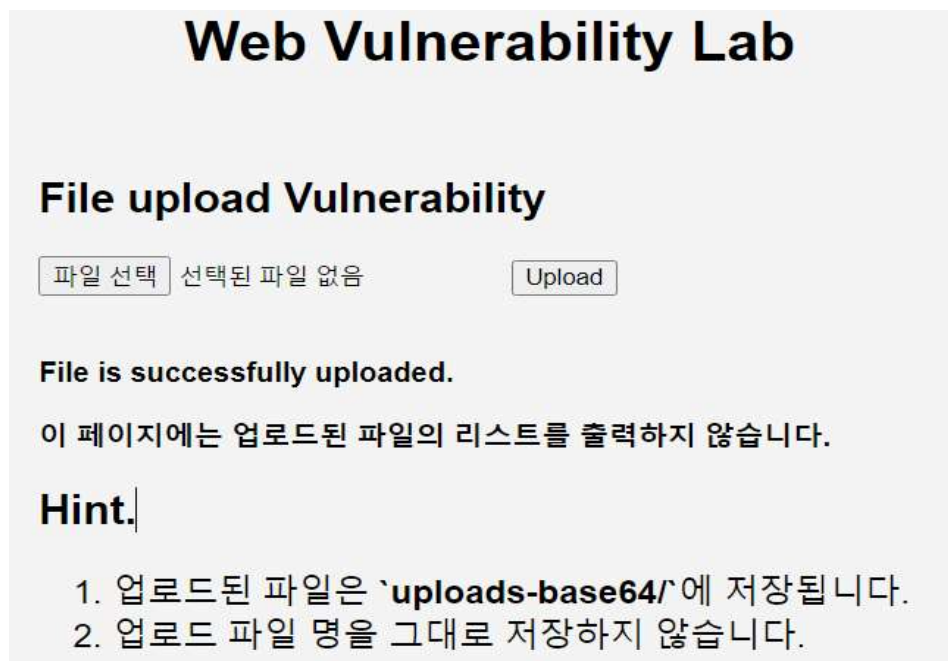 Web Vulnerability Lab
File upload Vulnerability
파일 선택 선택된 파일 없음 Upload
File is successfully uploaded.
이 페이지에는 업로드된 파일의 리스트를 출력하지 않습니다.
Hint.
1. 업로드된 파일은 `uploads-base64/`에 저장됩니다.
2. 업로드 파일 명을 그대로 저장하지 않습니다.